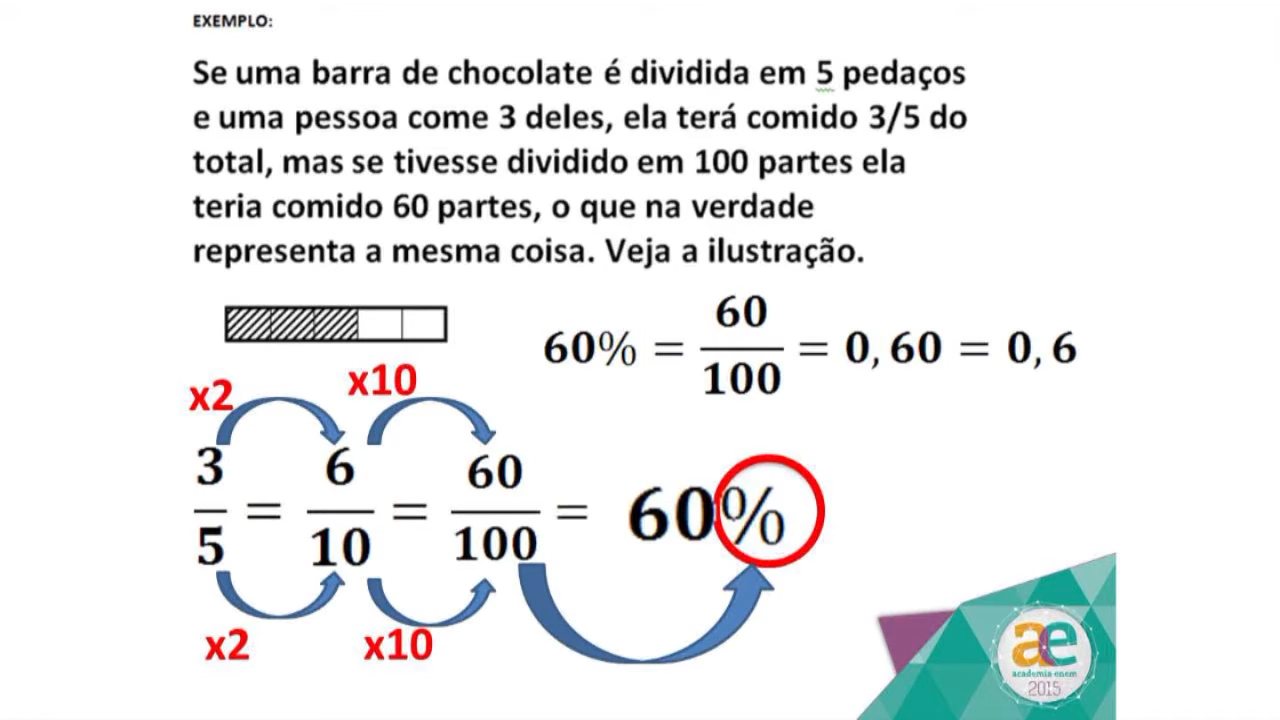 EXEMPLO:
Se uma barra de chocolate é dividida em 5 pedaços
e uma pessoa come 3 deles, ela terá comido 3/5 do
total, mas se tivesse dividido em 100 partes ela
teria comido 60 partes, o que na verdade
representa a mesma coisa. Veja a ilustração.
60% = 60/100 = 0,60 = 0,6
x2 x10
3/5 = 6/10 = 60/100 = 60%
x2 x10
ae
academia enem
2015